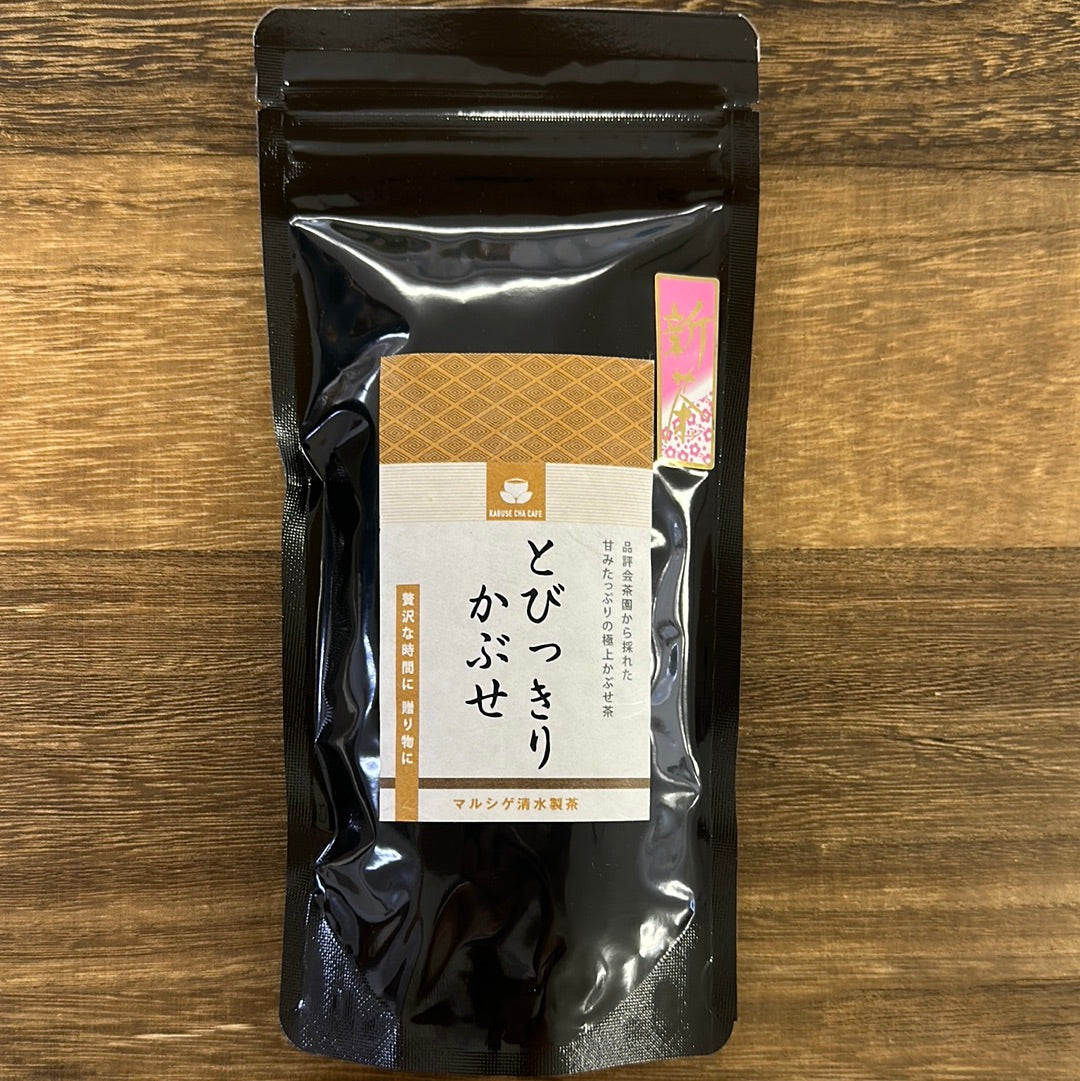 新茶
KABUSE CHA CAFE
品評会茶園から採れた
甘みたっぷりの極上かぶせ茶
とびっきり
かぶせ
贅沢な時間に 贈り物に
マルシゲ清水製茶